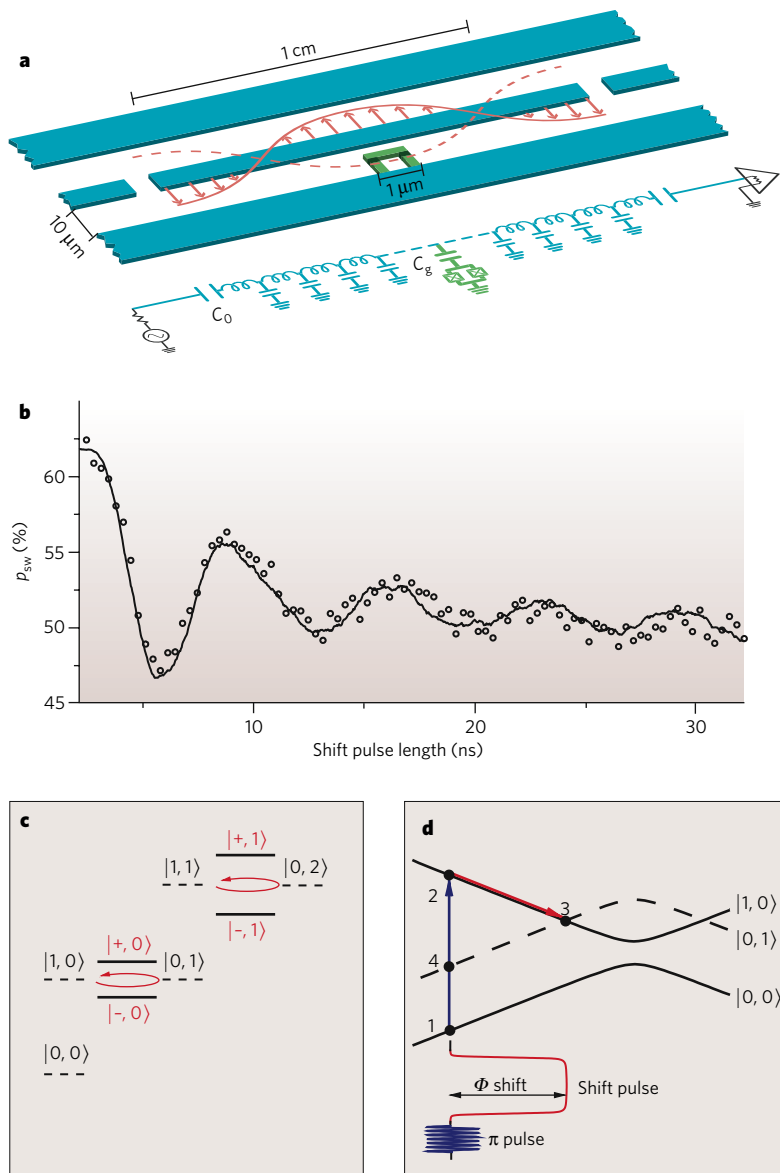 a
1 cm
1 μm
10 μm
C₀
C_g
b
p_sw (%)
60
55
50
45
10
20
30
Shift pulse length (ns)
c
|+, 1⟩
|1, 1⟩
|0, 2⟩
|–, 1⟩
|+, 0⟩
|1, 0⟩
|0, 1⟩
|–, 0⟩
|0, 0⟩
d
2
3
|1, 0⟩
|0, 1⟩
4
|0, 0⟩
1
Φ shift
Shift pulse
π pulse